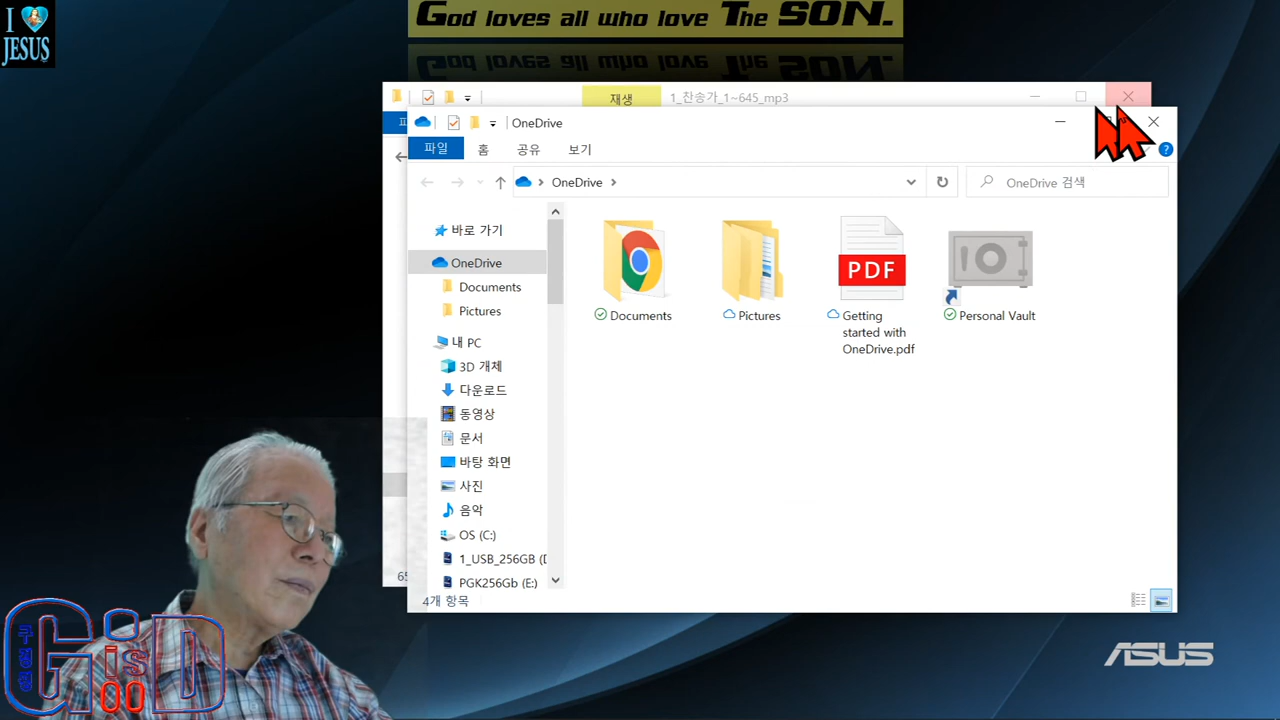 I
JESUS
God loves all who love The SON.
재생
1_찬송가_1~645_mp3
OneDrive
파일
홈
공유
보기
OneDrive
OneDrive 검색
바로 가기
OneDrive
Documents
Pictures
내 PC
3D 개체
다운로드
동영상
문서
바탕 화면
사진
음악
OS (C:)
1_USB_256GB (D
PGK256Gb (E:)
Documents
Pictures
PDF
Getting
started with
OneDrive.pdf
Personal Vault
4개 항목
65
ASUS
GOD
is